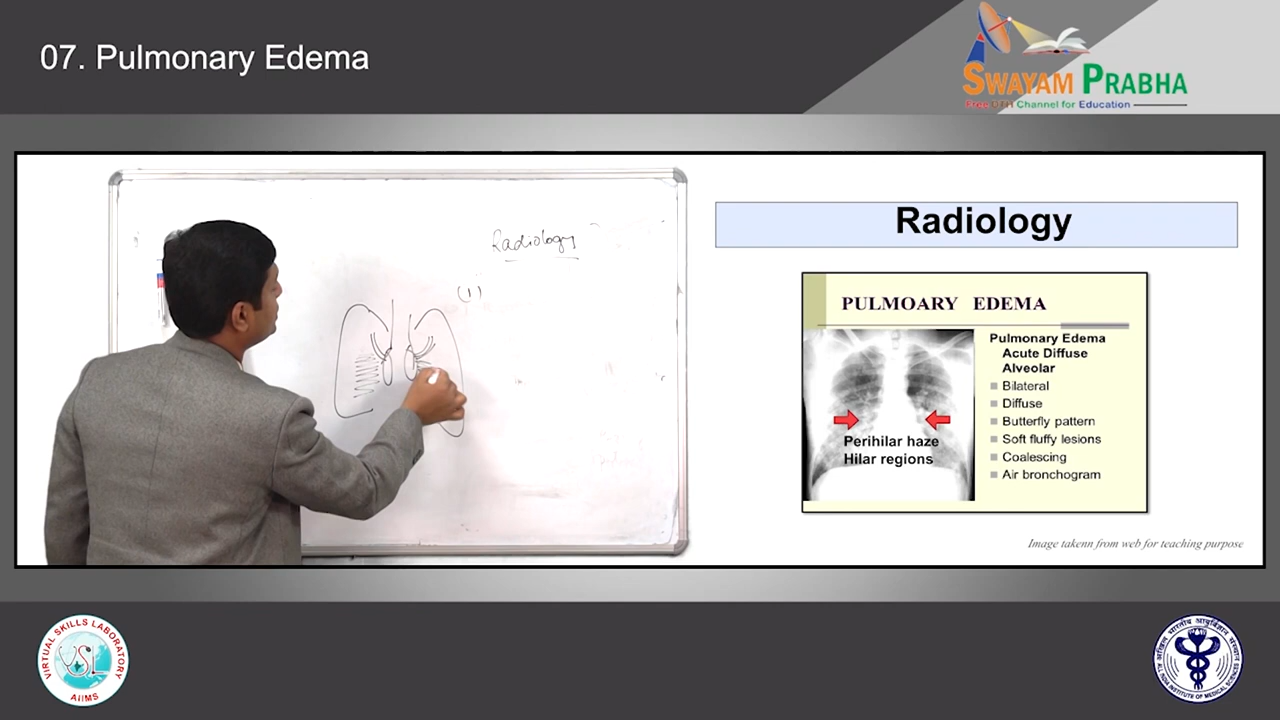 07. Pulmonary Edema
SWAYAM PRABHA
Free DTH Channel for Education
Radiology
(1)
Radiology
PULMOARY EDEMA
Pulmonary Edema
Acute Diffuse
Alveolar
Bilateral
Diffuse
Butterfly pattern
Soft fluffy lesions
Coalescing
Air bronchogram
Perihilar haze
Hilar regions
Image takenn from web for teaching purpose
VIRTUAL SKILLS LABORATORY
VSL
AIIMS